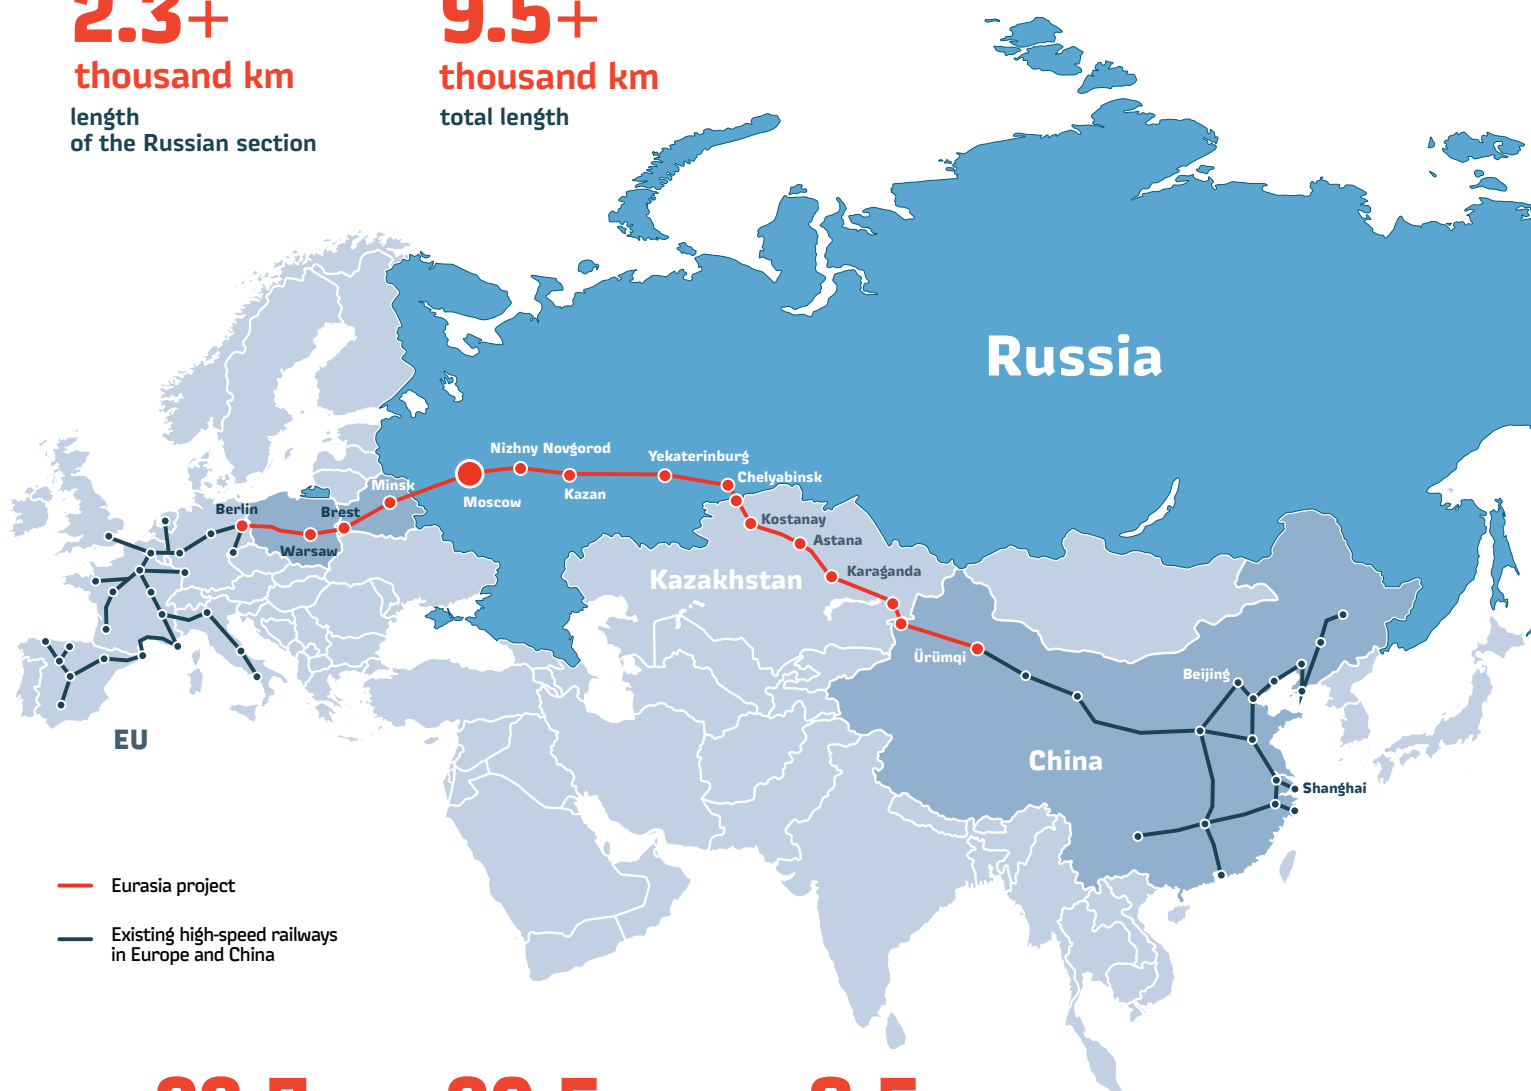 2.3+
9.5+
thousand km
thousand km
length
of the Russian section
total length
Russia
Nizhny Novgorod
Yekaterinburg
Chelyabinsk
Minsk
Moscow
Kazan
Berlin
Brest
Warsaw
Kostanay
Astana
Karaganda
Kazakhstan
Ürümqi
Beijing
EU
China
Shanghai
Eurasia project
Existing high-speed railways
in Europe and China